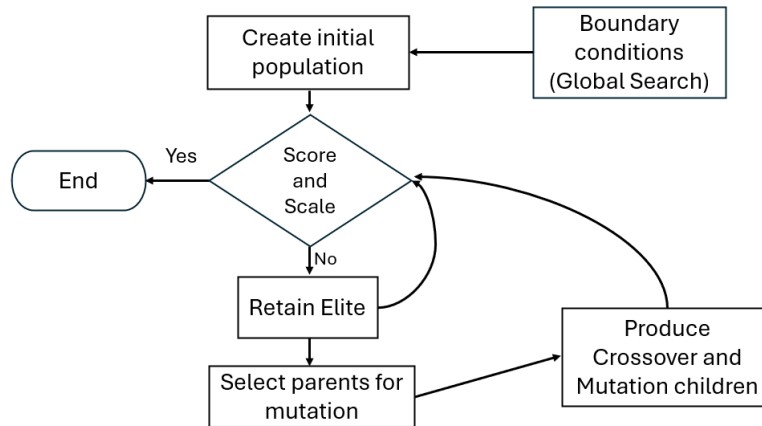 Create initial
population
Boundary
conditions
(Global Search)
End
Yes
Score
and
Scale
No
Retain Elite
Select parents for
mutation
Produce
Crossover and
Mutation children